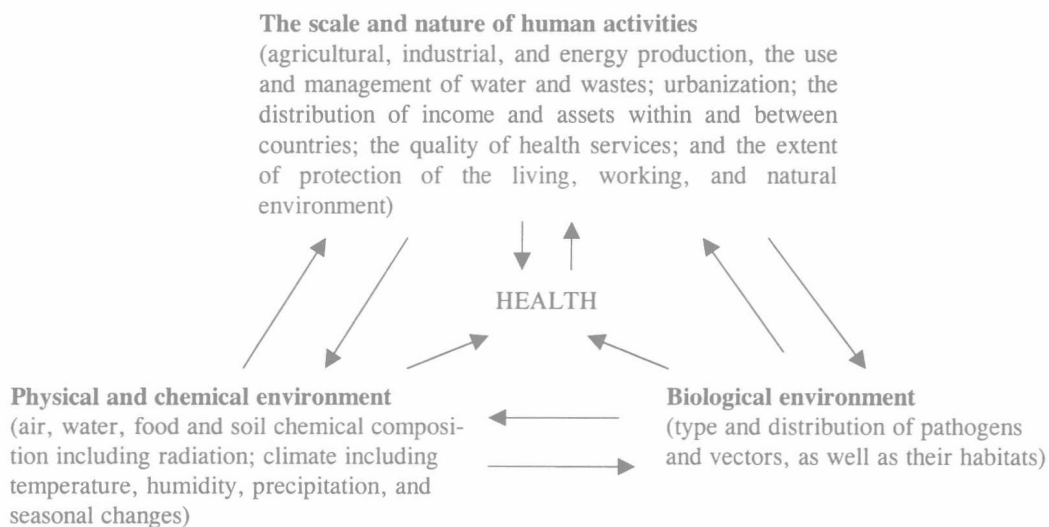 The scale and nature of human activities
(agricultural, industrial, and energy production, the use
and management of water and wastes; urbanization; the
distribution of income and assets within and between
countries; the quality of health services; and the extent
of protection of the living, working, and natural
environment)
HEALTH
Physical and chemical environment
(air, water, food and soil chemical composi-
tion including radiation; climate including
temperature, humidity, precipitation, and
seasonal changes)
Biological environment
(type and distribution of pathogens
and vectors, as well as their habitats)